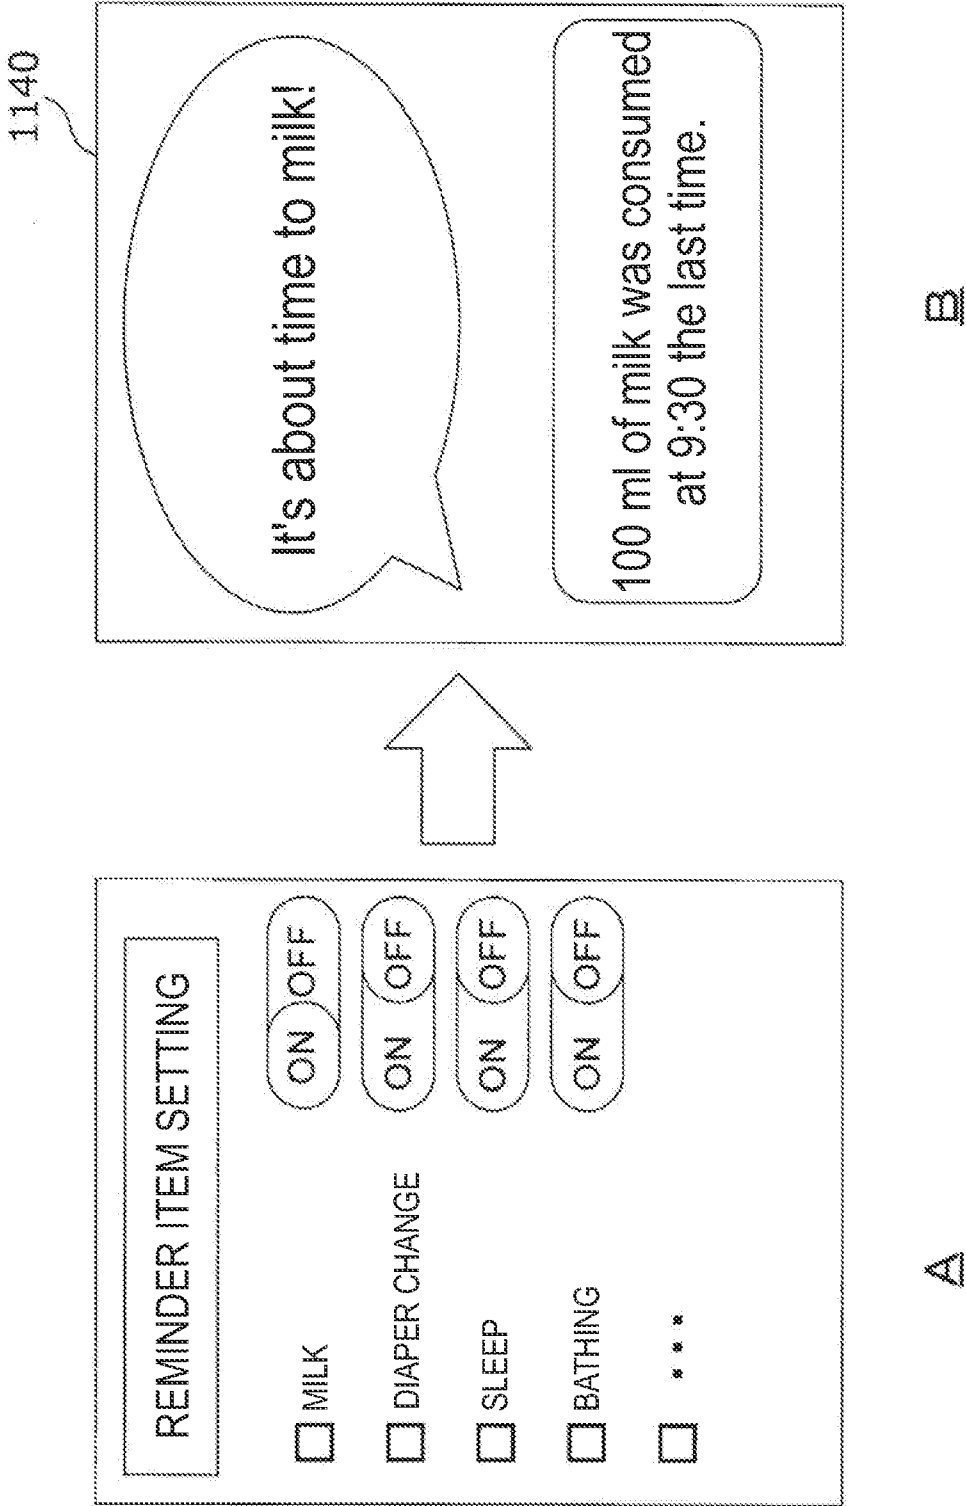 REMINDER ITEM SETTING
MILK ON OFF
DIAPER CHANGE ON OFF
SLEEP ON OFF
BATHING ON OFF
...
A
1140
It's about time to milk!
100 ml of milk was consumed
at 9:30 the last time.
B